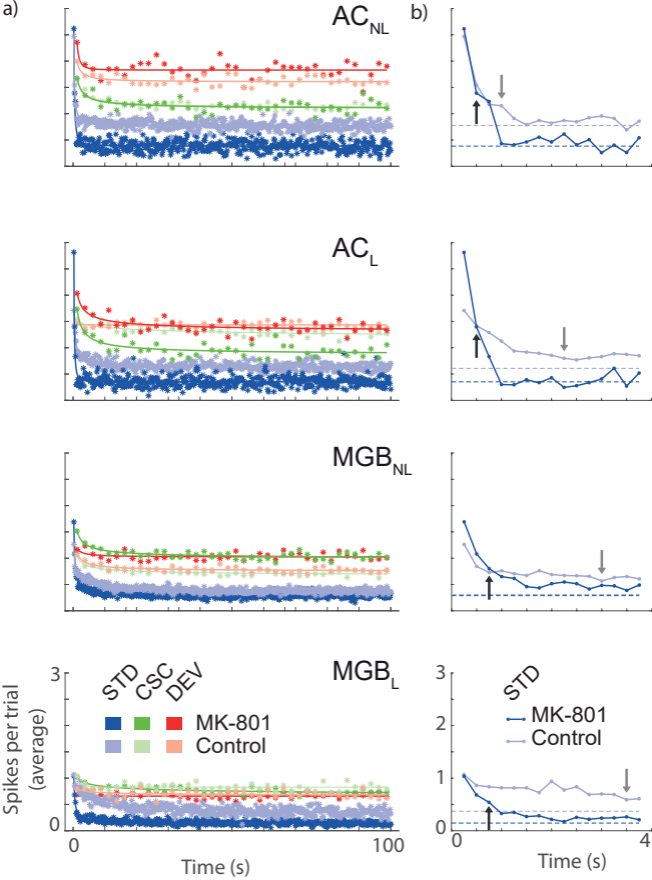 a)
AC_NL
b)
AC_L
MGB_NL
MGB_L
3
2
1
0
Spikes per trial
(average)
STD
CSC
DEV
MK-801
Control
0
100
Time (s)
3
2
1
0
STD
MK-801
Control
0
4
Time (s)